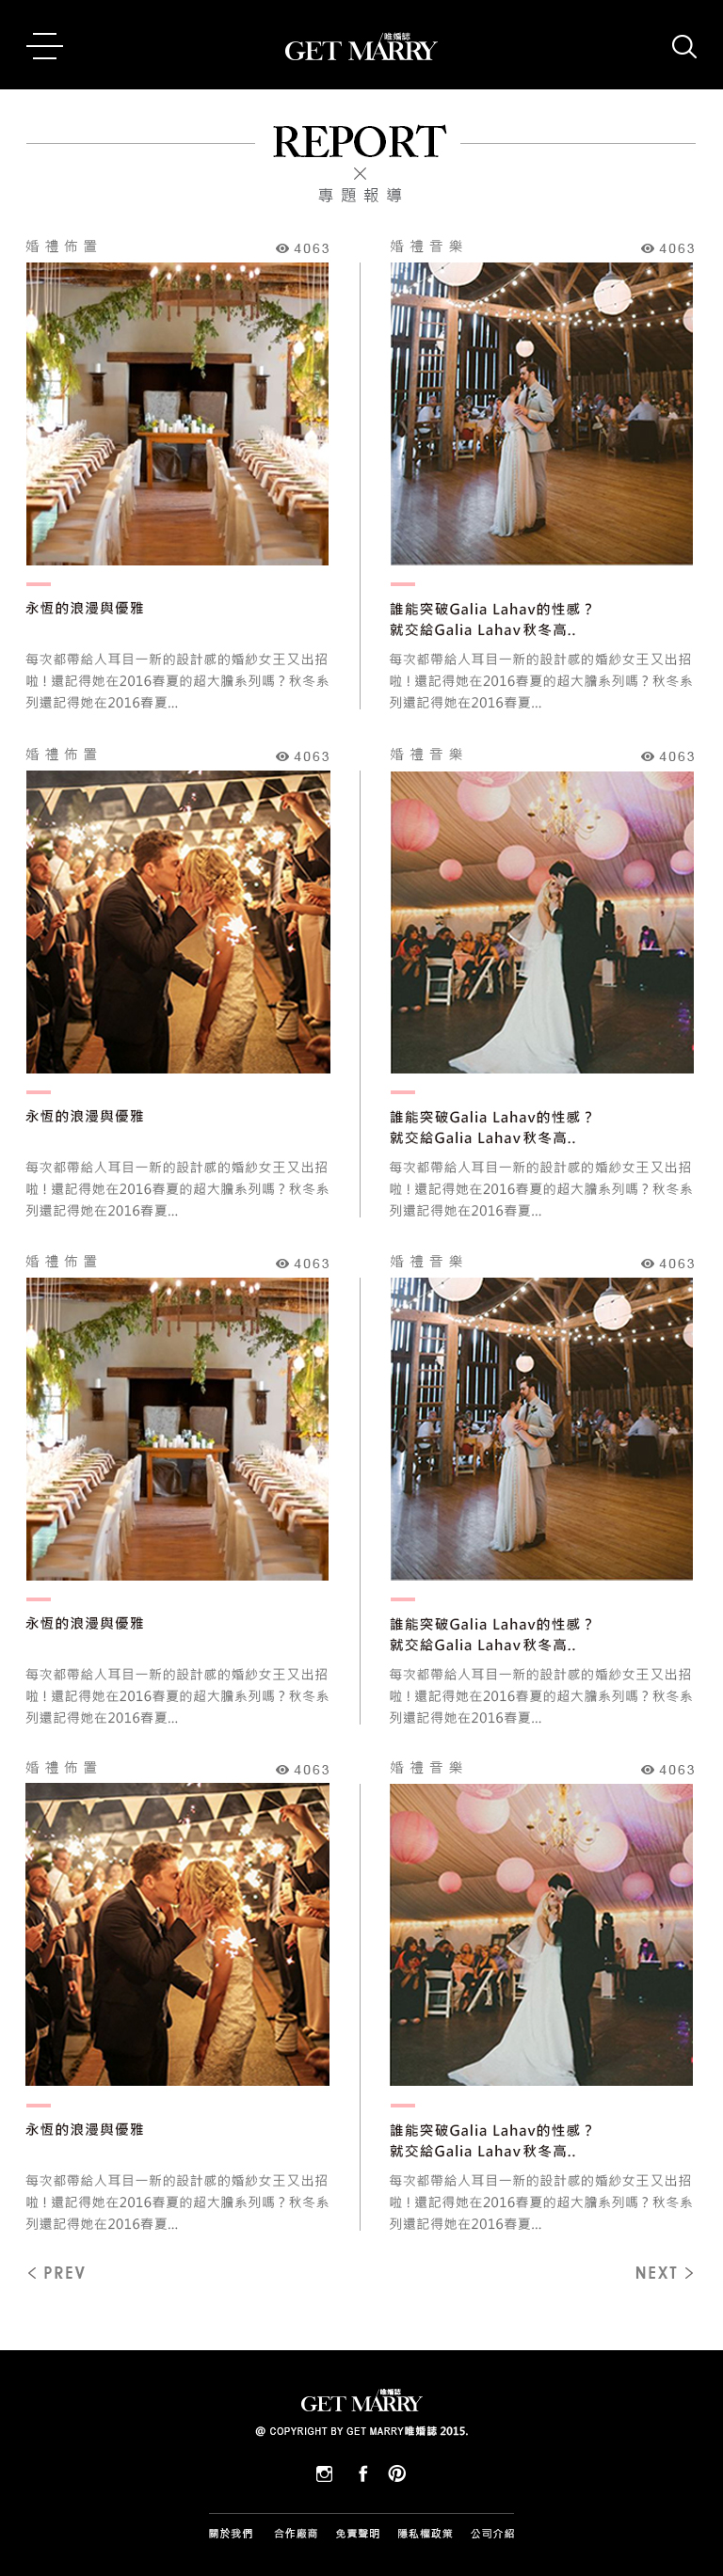 GET MARRY/唯婚誌
REPORT
專題報導
婚禮佈置 4063
永恆的浪漫與優雅
每次都帶給人耳目一新的設計感的婚紗女王又出招
啦!還記得她在2016春夏的超大膽系列嗎?秋冬系
列還記得她在2016春夏...
婚禮音樂 4063
誰能突破Galia Lahav的性感?
就交給Galia Lahav秋冬高..
每次都帶給人耳目一新的設計感的婚紗女王又出招
啦!還記得她在2016春夏的超大膽系列嗎?秋冬系
列還記得她在2016春夏...
婚禮佈置 4063
永恆的浪漫與優雅
每次都帶給人耳目一新的設計感的婚紗女王又出招
啦!還記得她在2016春夏的超大膽系列嗎?秋冬系
列還記得她在2016春夏...
婚禮音樂 4063
誰能突破Galia Lahav的性感?
就交給Galia Lahav秋冬高..
每次都帶給人耳目一新的設計感的婚紗女王又出招
啦!還記得她在2016春夏的超大膽系列嗎?秋冬系
列還記得她在2016春夏...
婚禮佈置 4063
永恆的浪漫與優雅
每次都帶給人耳目一新的設計感的婚紗女王又出招
啦!還記得她在2016春夏的超大膽系列嗎?秋冬系
列還記得她在2016春夏...
婚禮音樂 4063
誰能突破Galia Lahav的性感?
就交給Galia Lahav秋冬高..
每次都帶給人耳目一新的設計感的婚紗女王又出招
啦!還記得她在2016春夏的超大膽系列嗎?秋冬系
列還記得她在2016春夏...
婚禮佈置 4063
永恆的浪漫與優雅
每次都帶給人耳目一新的設計感的婚紗女王又出招
啦!還記得她在2016春夏的超大膽系列嗎?秋冬系
列還記得她在2016春夏...
婚禮音樂 4063
誰能突破Galia Lahav的性感?
就交給Galia Lahav秋冬高..
每次都帶給人耳目一新的設計感的婚紗女王又出招
啦!還記得她在2016春夏的超大膽系列嗎?秋冬系
列還記得她在2016春夏...
< PREV NEXT >
GET MARRY/唯婚誌
@ COPYRIGHT BY GET MARRY唯婚誌 2015.
關於我們 合作廠商 免責聲明 隱私權政策 公司介紹